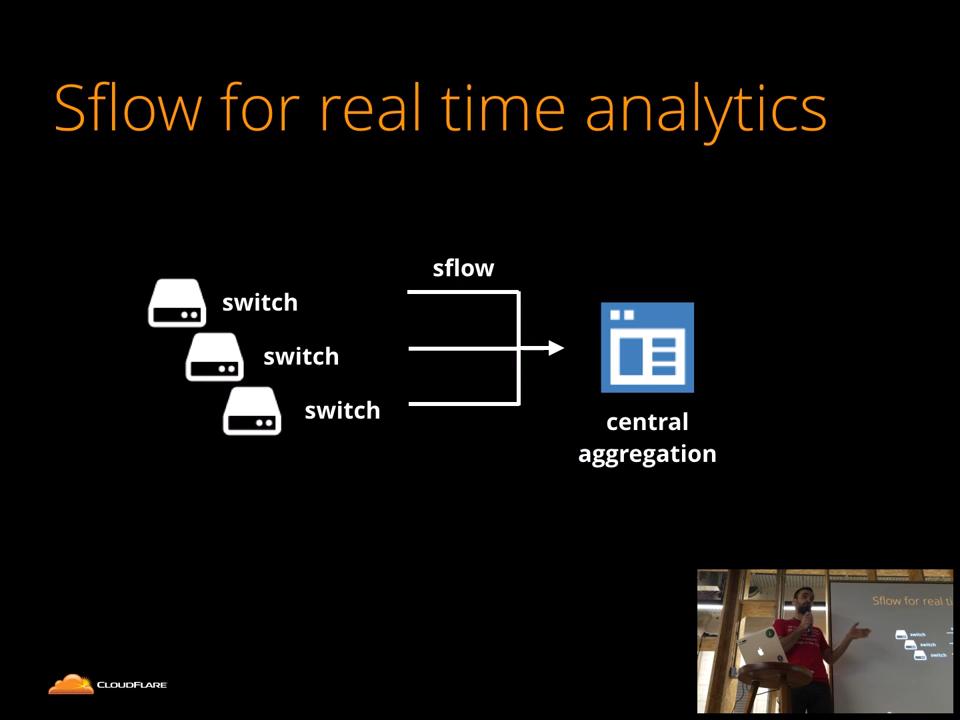 Sflow for real time analytics
sflow
switch
switch
switch
central
aggregation
CLOUDFLARE
Sflow for real ti
switch
switch
switch